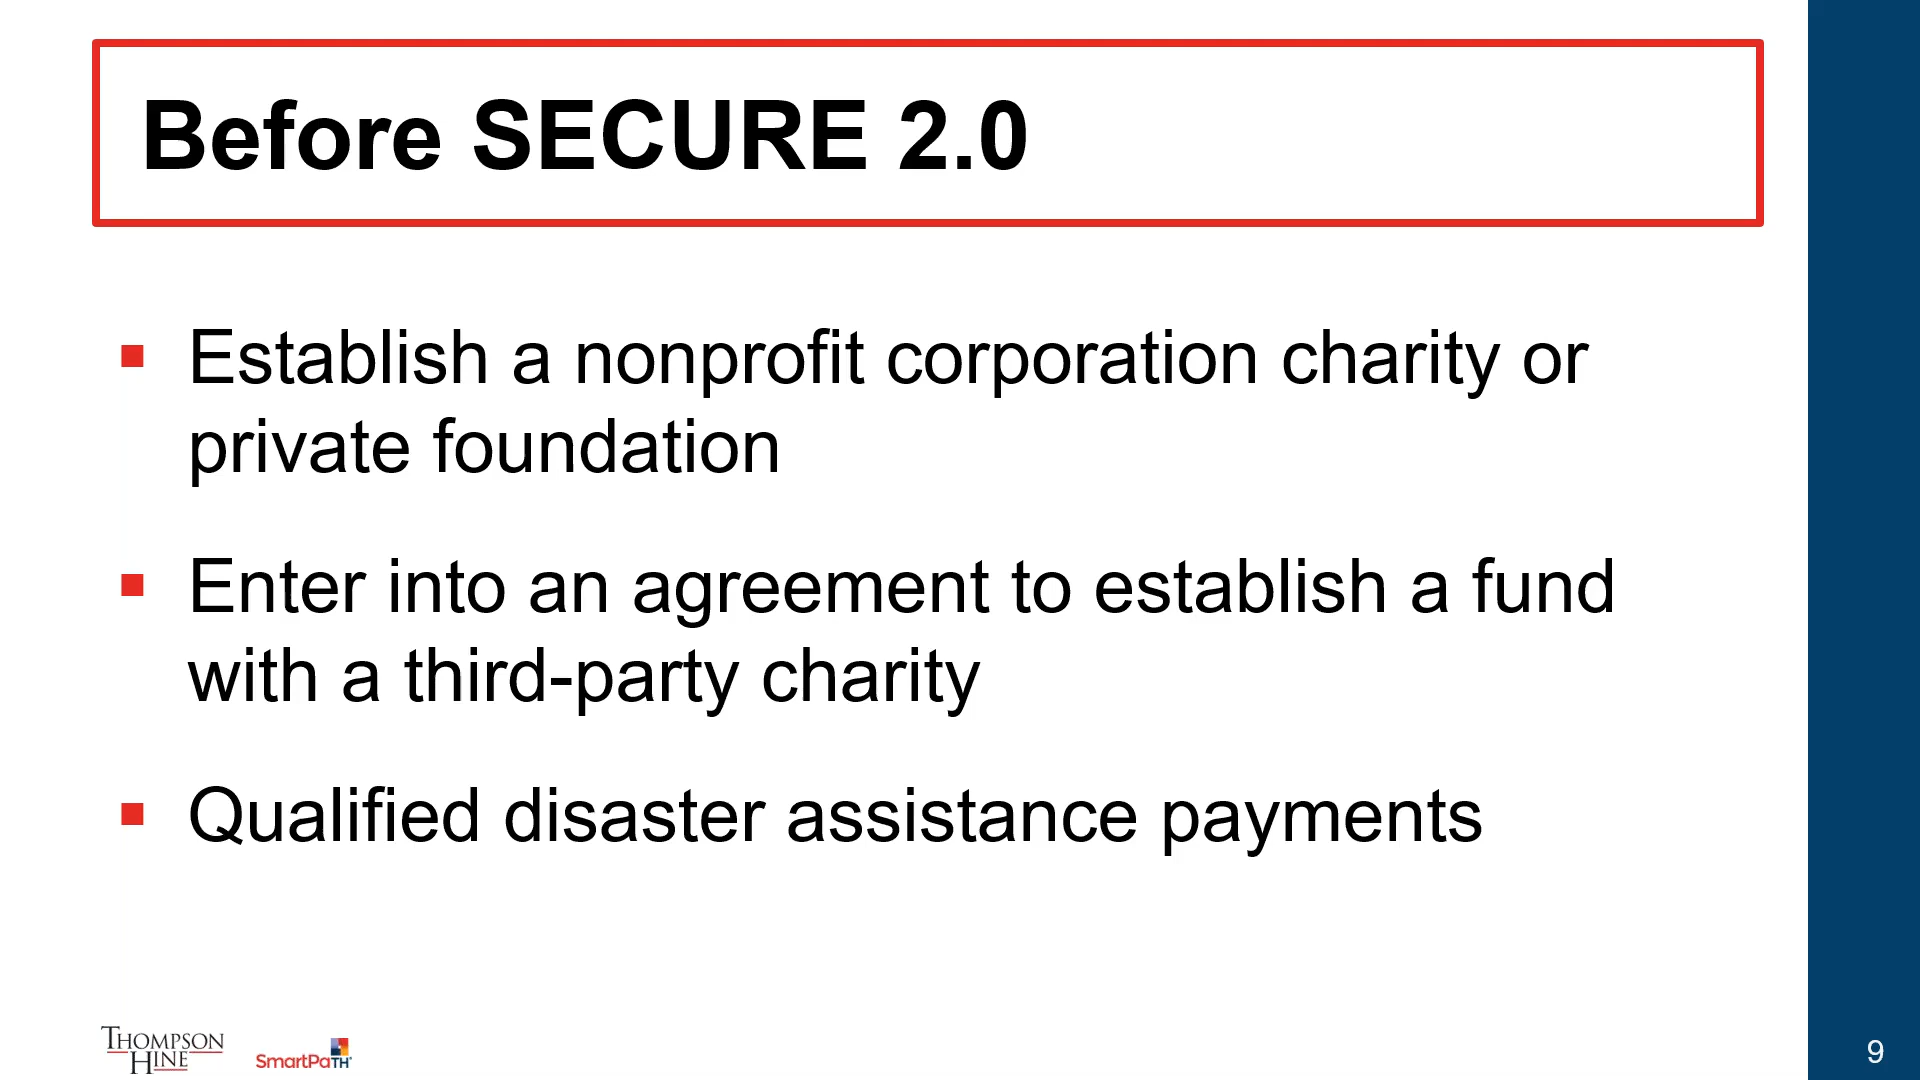 Before SECURE 2.0
Establish a nonprofit corporation charity or
private foundation
Enter into an agreement to establish a fund
with a third-party charity
Qualified disaster assistance payments
THOMPSON
HINE
SmartPaTH
9